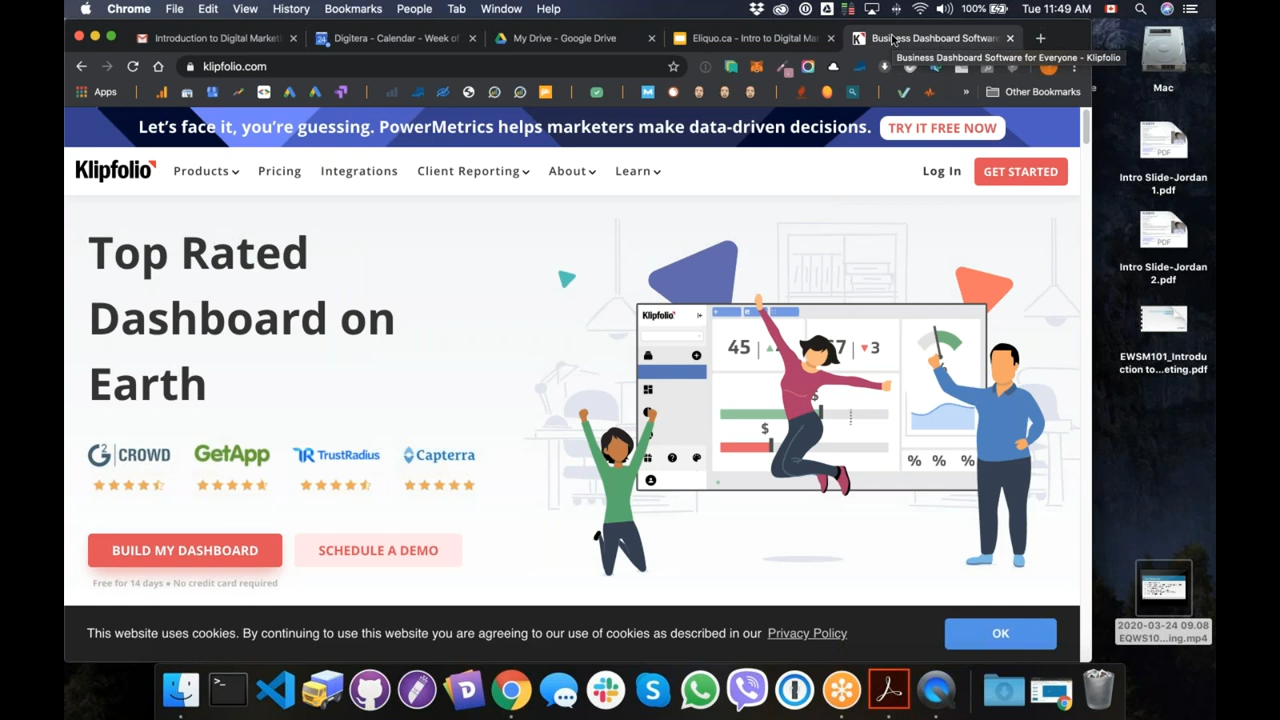 Chrome File Edit View History Bookmarks People Tab Window Help 100% Tue 11:49 AM
Introduction to Digital Market Digitera - Calendar - Week of My Drive - Google Drive Eliquo.ca - Intro to Digital Ma Business Dashboard Software
klipfolio.com
Business Dashboard Software for Everyone - Klipfolio
Apps » Other Bookmarks
Let's face it, you're guessing. PowerMetrics helps marketers make data-driven decisions. TRY IT FREE NOW
Klipfolio Products Pricing Integrations Client Reporting About Learn Log In GET STARTED
Top Rated
Dashboard on
Earth
Klipfolio
45
7 3
$
$
% % %
G2 CROWD GetApp TrustRadius Capterra
BUILD MY DASHBOARD SCHEDULE A DEMO
Free for 14 days • No credit card required
This website uses cookies. By continuing to use this website you are agreeing to our use of cookies as described in our Privacy Policy OK
Mac
PDF
Intro Slide-Jordan
1.pdf
PDF
Intro Slide-Jordan
2.pdf
EWSM101_Introdu
ction to...eting.pdf
2020-03-24 09.08
EQWS10...ing.mp4